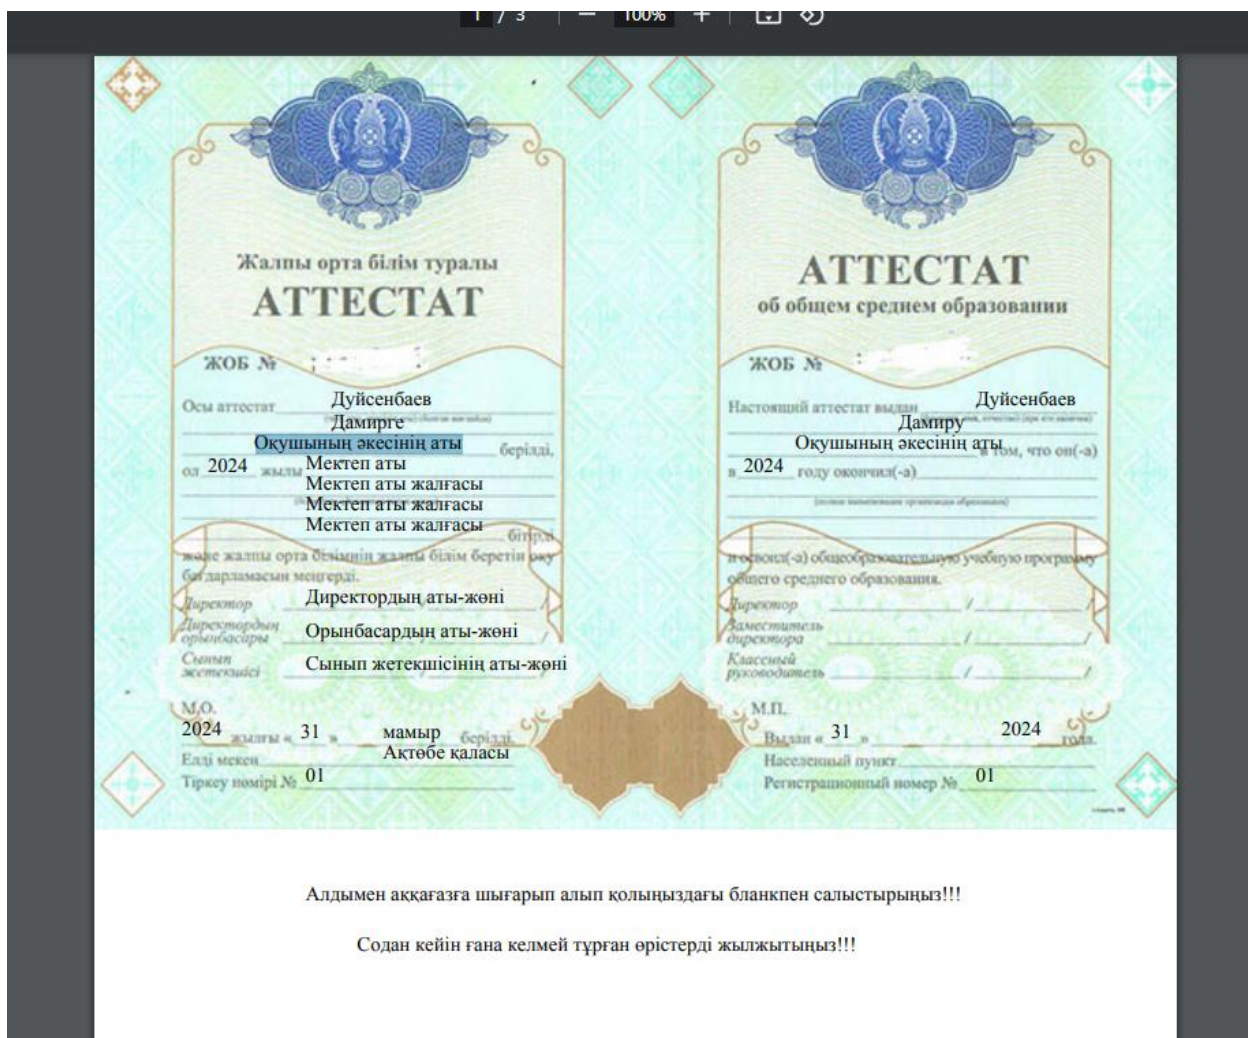 1 / 3 — 100% +
Жалпы орта білім туралы
АТТЕСТАТ
ЖОБ №
Осы аттестат Дуйсенбаев
Дамирге
Оқушының әкесінің аты берілді,
ол 2024 жылы Мектеп аты
Мектеп аты жалғасы
Мектеп аты жалғасы
Мектеп аты жалғасы бітірді
және жалпы орта білімнің жалпы білім беретін оқу
бағдарламасын меңгерді.
Директор Директордың аты-жөні / /
Директордың
орынбасары Орынбасардың аты-жөні / /
Сынып
жетекшісі Сынып жетекшісінің аты-жөні / /
М.О.
2024 жылғы « 31 » мамыр берілді.
Елді мекен Ақтөбе қаласы
Тіркеу нөмірі № 01
АТТЕСТАТ
об общем среднем образовании
ЖОБ №
Настоящий аттестат выдан Дуйсенбаев
Дамиру
Оқушының әкесінің аты в том, что он(-а)
в 2024 году окончил(-а)
(полное наименование организации образования)
и освоил(-а) общеобразовательную учебную программу
общего среднего образования.
Директор / /
Заместитель
директора / /
Классный
руководитель / /
М.П.
Выдан « 31 » 2024 года.
Населенный пункт
Регистрационный номер № 01
Алдымен аққағазға шығарып алып қолыңыздағы бланкпен салыстырыңыз!!!
Содан кейін ғана келмей тұрған өрістерді жылжытыңыз!!!